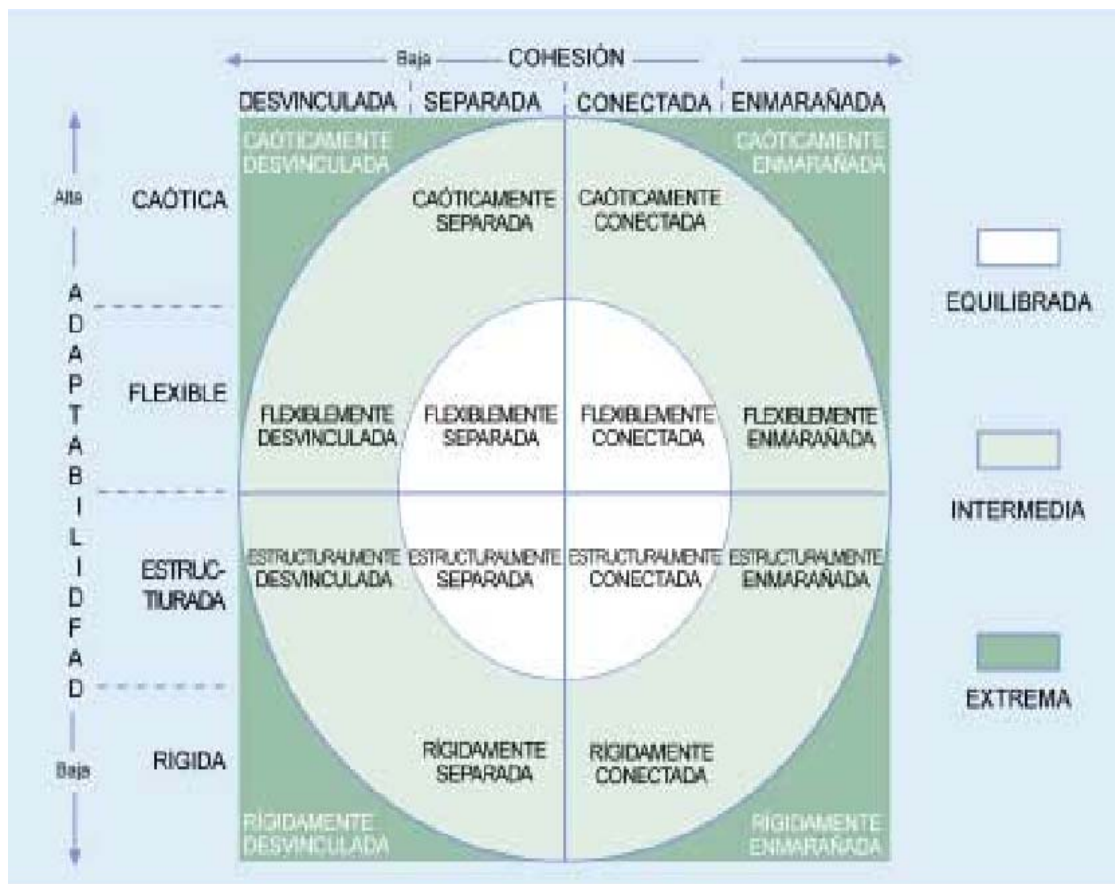 Baja COHESIÓN
DESVINCULADA SEPARADA CONECTADA ENMARAÑADA
CAÓTICAMENTE DESVINCULADA
CAÓTICAMENTE ENMARAÑADA
Alta
CAÓTICA
CAÓTICAMENTE SEPARADA
CAÓTICAMENTE CONECTADA
EQUILIBRADA
ADAPTABILIDFAD
FLEXIBLE
FLEXIBLEMENTE DESVINCULADA
FLEXIBLEMENTE SEPARADA
FLEXIBLEMENTE CONECTADA
FLEXIBLEMENTE ENMARAÑADA
INTERMEDIA
ESTRUC-
TIURADA
ESTRUCTURALMENTE DESVINCULADA
ESTRUCTURALMENTE SEPARADA
ESTRUCTURALMENTE CONECTADA
ESTRUCTURALMENTE ENMARAÑADA
EXTREMA
Baja
RÍGIDA
RÍGIDAMENTE SEPARADA
RÍGIDAMENTE CONECTADA
RÍGIDAMENTE DESVINCULADA
RÍGIDAMENTE ENMARAÑADA